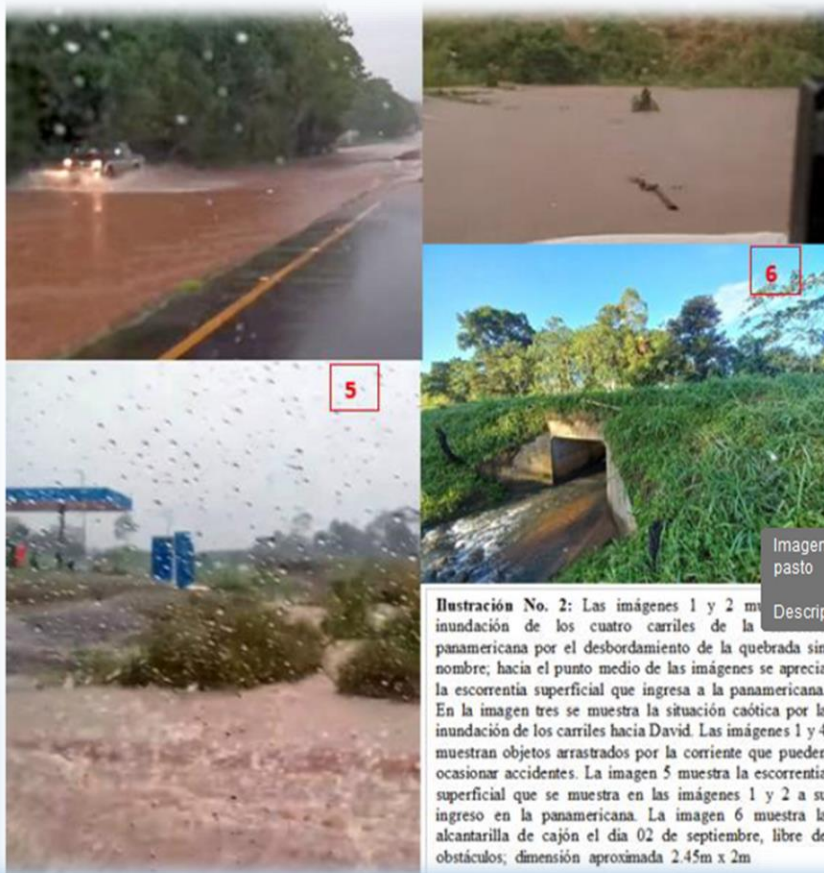 6
5
Imagen
pasto
Descrip
Ilustración No. 2: Las imágenes 1 y 2
inundación de los cuatro carriles de la
panamericana por el desbordamiento de la quebrada sin
nombre; hacia el punto medio de las imágenes se aprecia
la escorrentía superficial que ingresa a la panamericana.
En la imagen tres se muestra la situación caótica por la
inundación de los carriles hacia David. Las imágenes 1 y 4
muestran objetos arrastrados por la corriente que pueden
ocasionar accidentes. La imagen 5 muestra la escorrentía
superficial que se muestra en las imágenes 1 y 2 a su
ingreso en la panamericana. La imagen 6 muestra la
alcantarilla de cajón el día 02 de septiembre, libre de
obstáculos; dimensión aproximada 2.45m x 2m